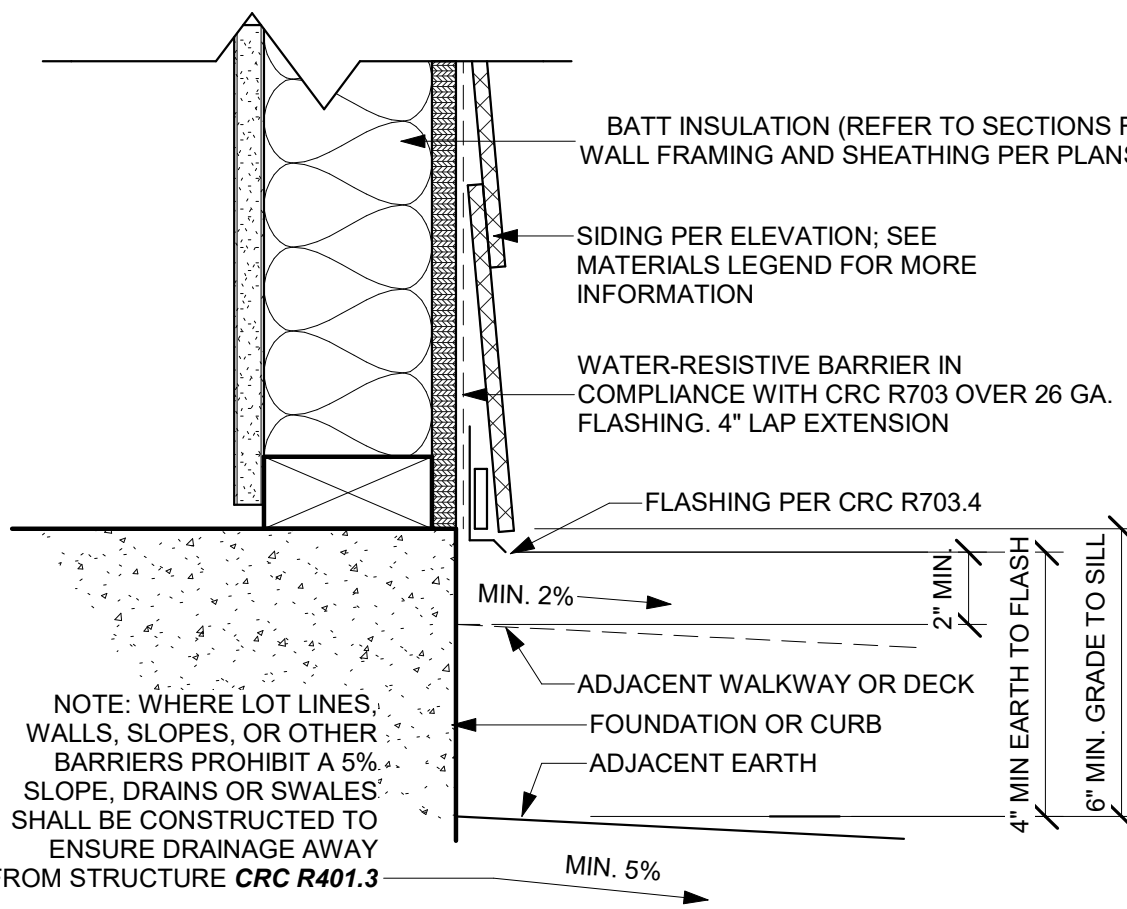 BATT INSULATION (REFER TO SECTIONS
WALL FRAMING AND SHEATHING PER PLANS
SIDING PER ELEVATION; SEE
MATERIALS LEGEND FOR MORE
INFORMATION
WATER-RESISTIVE BARRIER IN
COMPLIANCE WITH CRC R703 OVER 26 GA.
FLASHING. 4" LAP EXTENSION
FLASHING PER CRC R703.4
MIN. 2%
2" MIN.
4" MIN EARTH TO FLASH
6" MIN. GRADE TO SILL
ADJACENT WALKWAY OR DECK
FOUNDATION OR CURB
ADJACENT EARTH
NOTE: WHERE LOT LINES,
WALLS, SLOPES, OR OTHER
BARRIERS PROHIBIT A 5%
SLOPE, DRAINS OR SWALES
SHALL BE CONSTRUCTED TO
ENSURE DRAINAGE AWAY
FROM STRUCTURE CRC R401.3
MIN. 5%